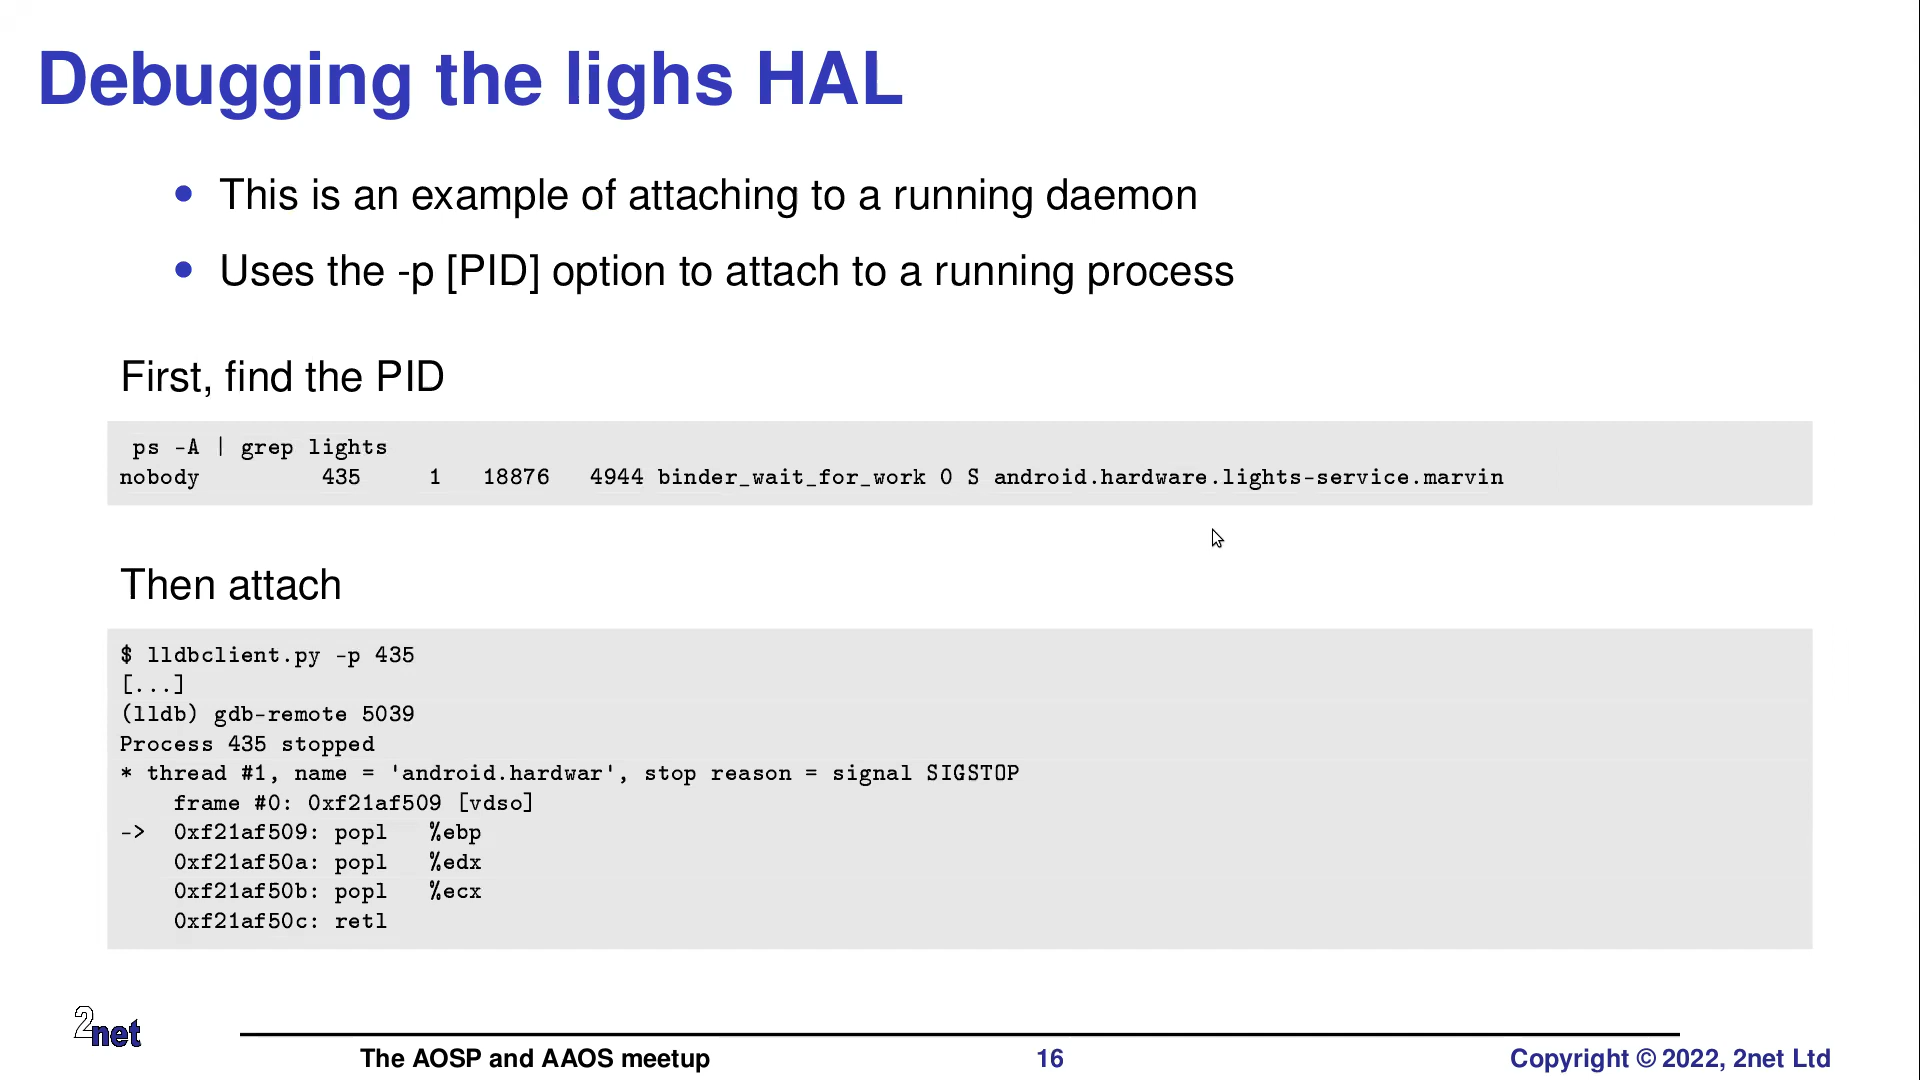 Debugging the lighs HAL
• This is an example of attaching to a running daemon
• Uses the -p [PID] option to attach to a running process
First, find the PID
ps -A | grep lights
nobody 435 1 18876 4944 binder_wait_for_work 0 S android.hardware.lights-service.marvin
Then attach
$ lldbclient.py -p 435
[...]
(lldb) gdb-remote 5039
Process 435 stopped
* thread #1, name = 'android.hardwar', stop reason = signal SIGSTOP
frame #0: 0xf21af509 [vdso]
-> 0xf21af509: popl %ebp
0xf21af50a: popl %edx
0xf21af50b: popl %ecx
0xf21af50c: retl
2net
The AOSP and AAOS meetup 16 Copyright © 2022, 2net Ltd